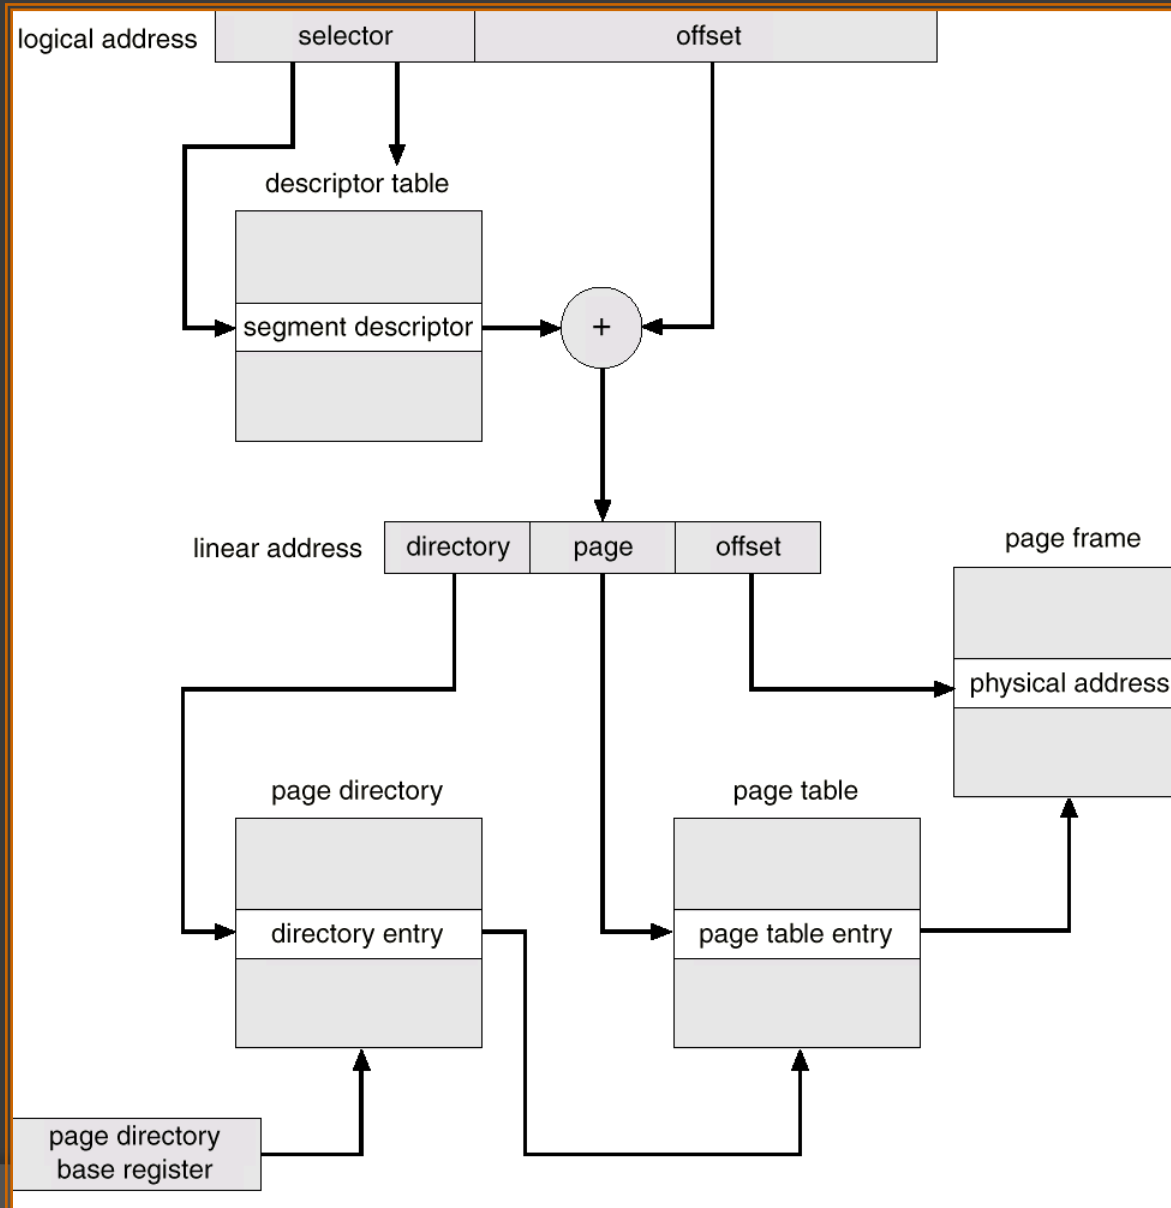 logical address
selector
offset
descriptor table
segment descriptor
+
linear address
directory
page
offset
page frame
physical address
page directory
page table
directory entry
page table entry
page directory
base register